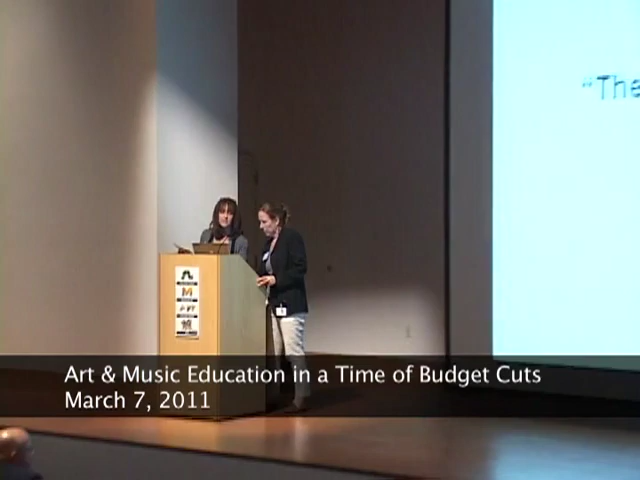 "The
Art & Music Education in a Time of Budget Cuts
March 7, 2011